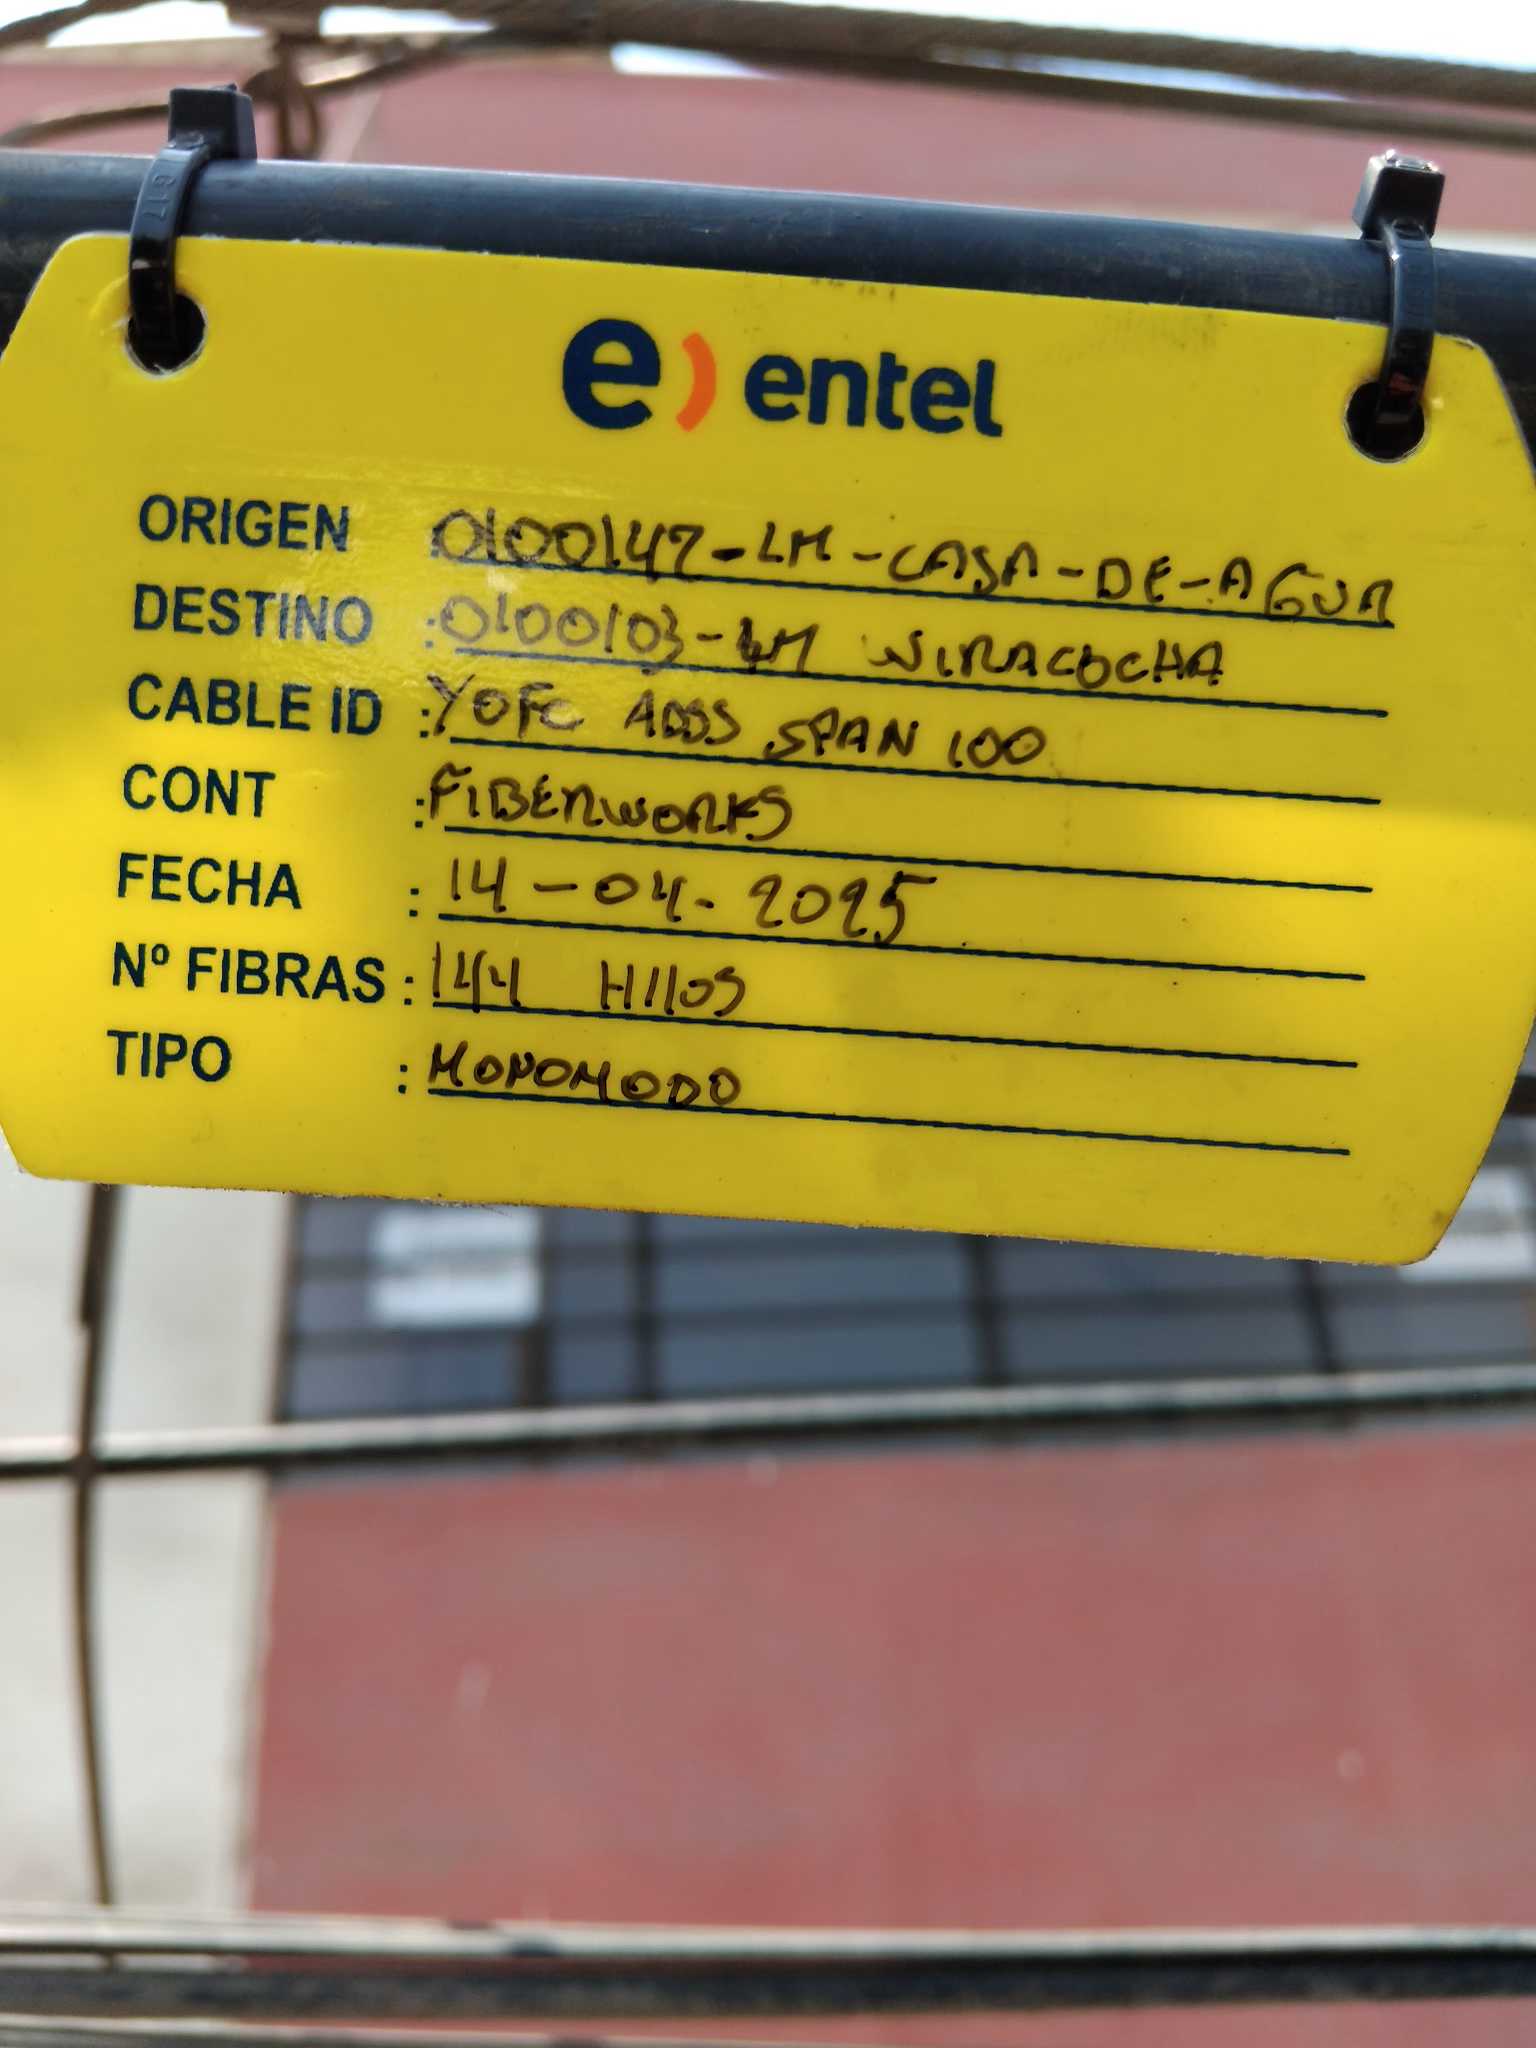 e) entel
ORIGEN 0100147-LM-CASA-DE-AGUA
DESTINO :0100103-LM WIRACOCHA
CABLE ID :YOFC ADSS SPAN 100
CONT :FIBERWORKS
FECHA : 14-04-2025
Nº FIBRAS : 144 HIlOS
TIPO : MONOMODO